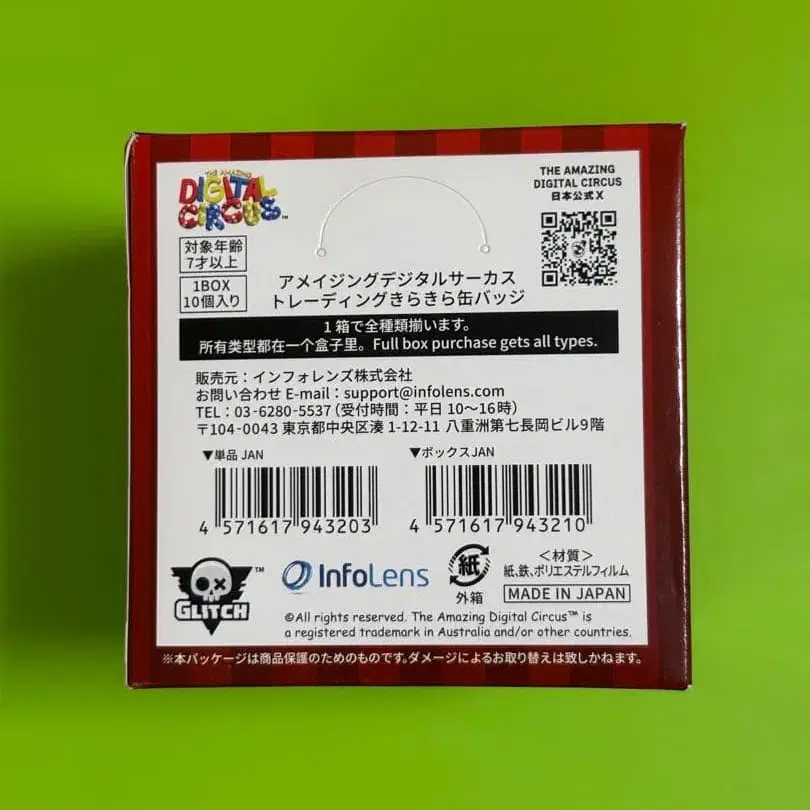 THE AMAZING
DIGITAL
CIRCUS™
THE AMAZING
DIGITAL CIRCUS
日本公式X
対象年齢
7才以上
1BOX
10個入り
アメイジングデジタルサーカス
トレーディングきらきら缶バッジ
1箱で全種類揃います。
所有类型都在一个盒子里。Full box purchase gets all types.
販売元:インフォレンズ株式会社
お問い合わせ E-mail:support@infolens.com
TEL:03-6280-5537(受付時間:平日 10〜16時)
〒104-0043 東京都中央区湊 1-12-11 八重洲第七長岡ビル9階
▼単品 JAN
▼ボックスJAN
4 571617 943203
4 571617 943210
GLITCH™
InfoLens
紙
外箱
<材質>
紙、鉄、ポリエステルフィルム
MADE IN JAPAN
©All rights reserved. The Amazing Digital Circus™ is
a registered trademark in Australia and/or other countries.
※本パッケージは商品保護のためのものです。ダメージによるお取り替えは致しかねます。